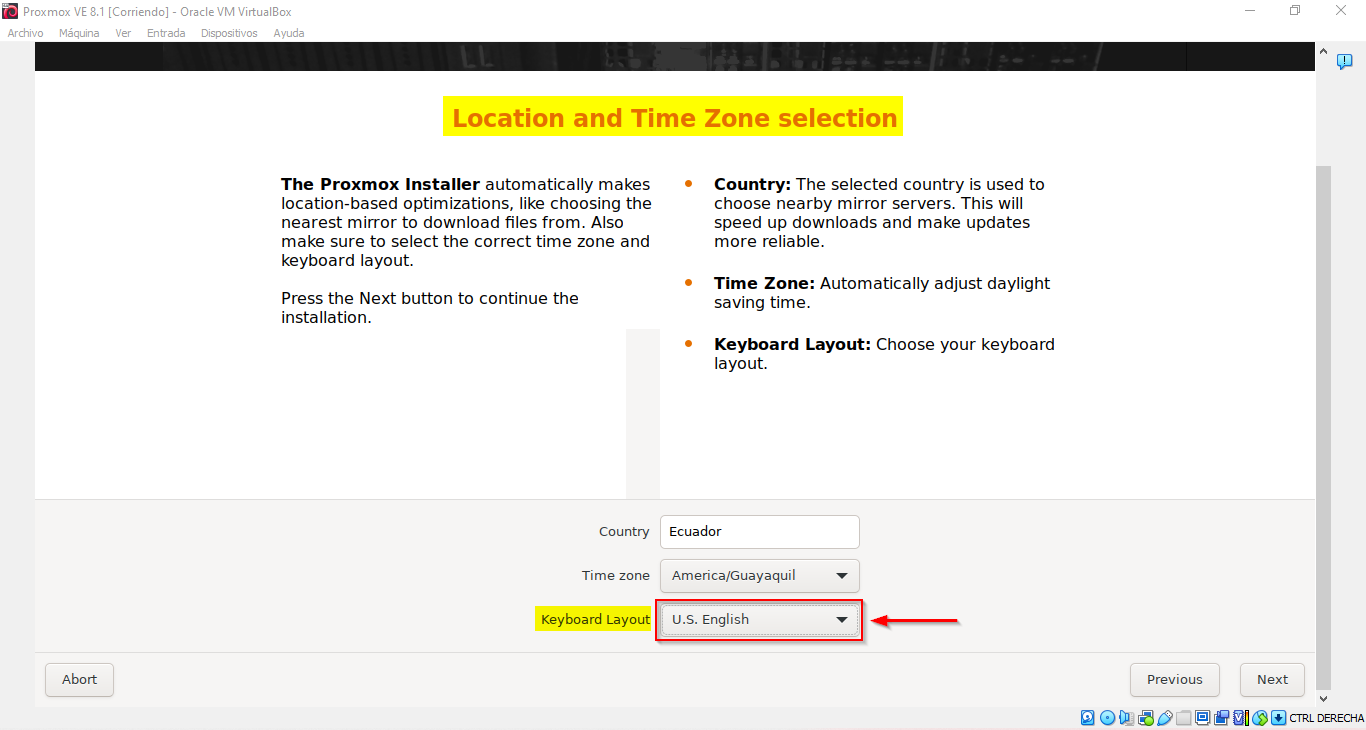 Proxmox VE 8.1 [Corriendo] - Oracle VM VirtualBox
Archivo Máquina Ver Entrada Dispositivos Ayuda
Location and Time Zone selection
The Proxmox Installer automatically makes
location-based optimizations, like choosing the
nearest mirror to download files from. Also
make sure to select the correct time zone and
keyboard layout.
Press the Next button to continue the
installation.
Country: The selected country is used to
choose nearby mirror servers. This will
speed up downloads and make updates
more reliable.
Time Zone: Automatically adjust daylight
saving time.
Keyboard Layout: Choose your keyboard
layout.
Country Ecuador
Time zone America/Guayaquil
Keyboard Layout U.S. English
Abort Previous Next
CTRL DERECHA